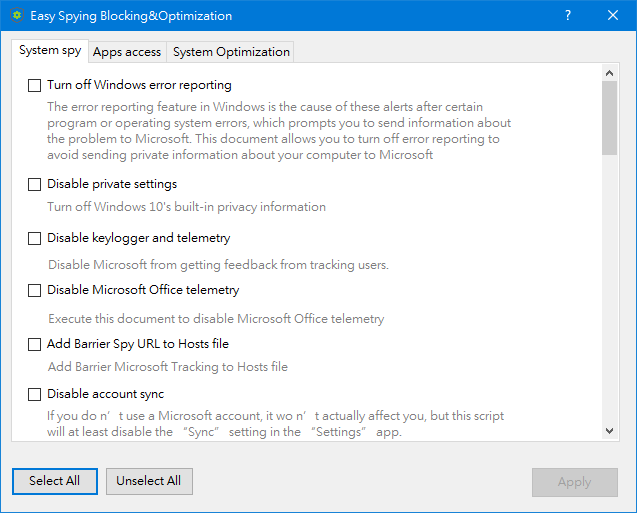 Easy Spying Blocking&Optimization
?
System spy Apps access System Optimization
Turn off Windows error reporting
The error reporting feature in Windows is the cause of these alerts after certain
program or operating system errors, which prompts you to send information about
the problem to Microsoft. This document allows you to turn off error reporting to
avoid sending private information about your computer to Microsoft
Disable private settings
Turn off Windows 10's built-in privacy information
Disable keylogger and telemetry
Disable Microsoft from getting feedback from tracking users.
Disable Microsoft Office telemetry
Execute this document to disable Microsoft Office telemetry
Add Barrier Spy URL to Hosts file
Add Barrier Microsoft Tracking to Hosts file
Disable account sync
If you do n’t use a Microsoft account, it wo n’t actually affect you, but this script
will at least disable the “Sync” setting in the “Settings” app.
Select All Unselect All Apply